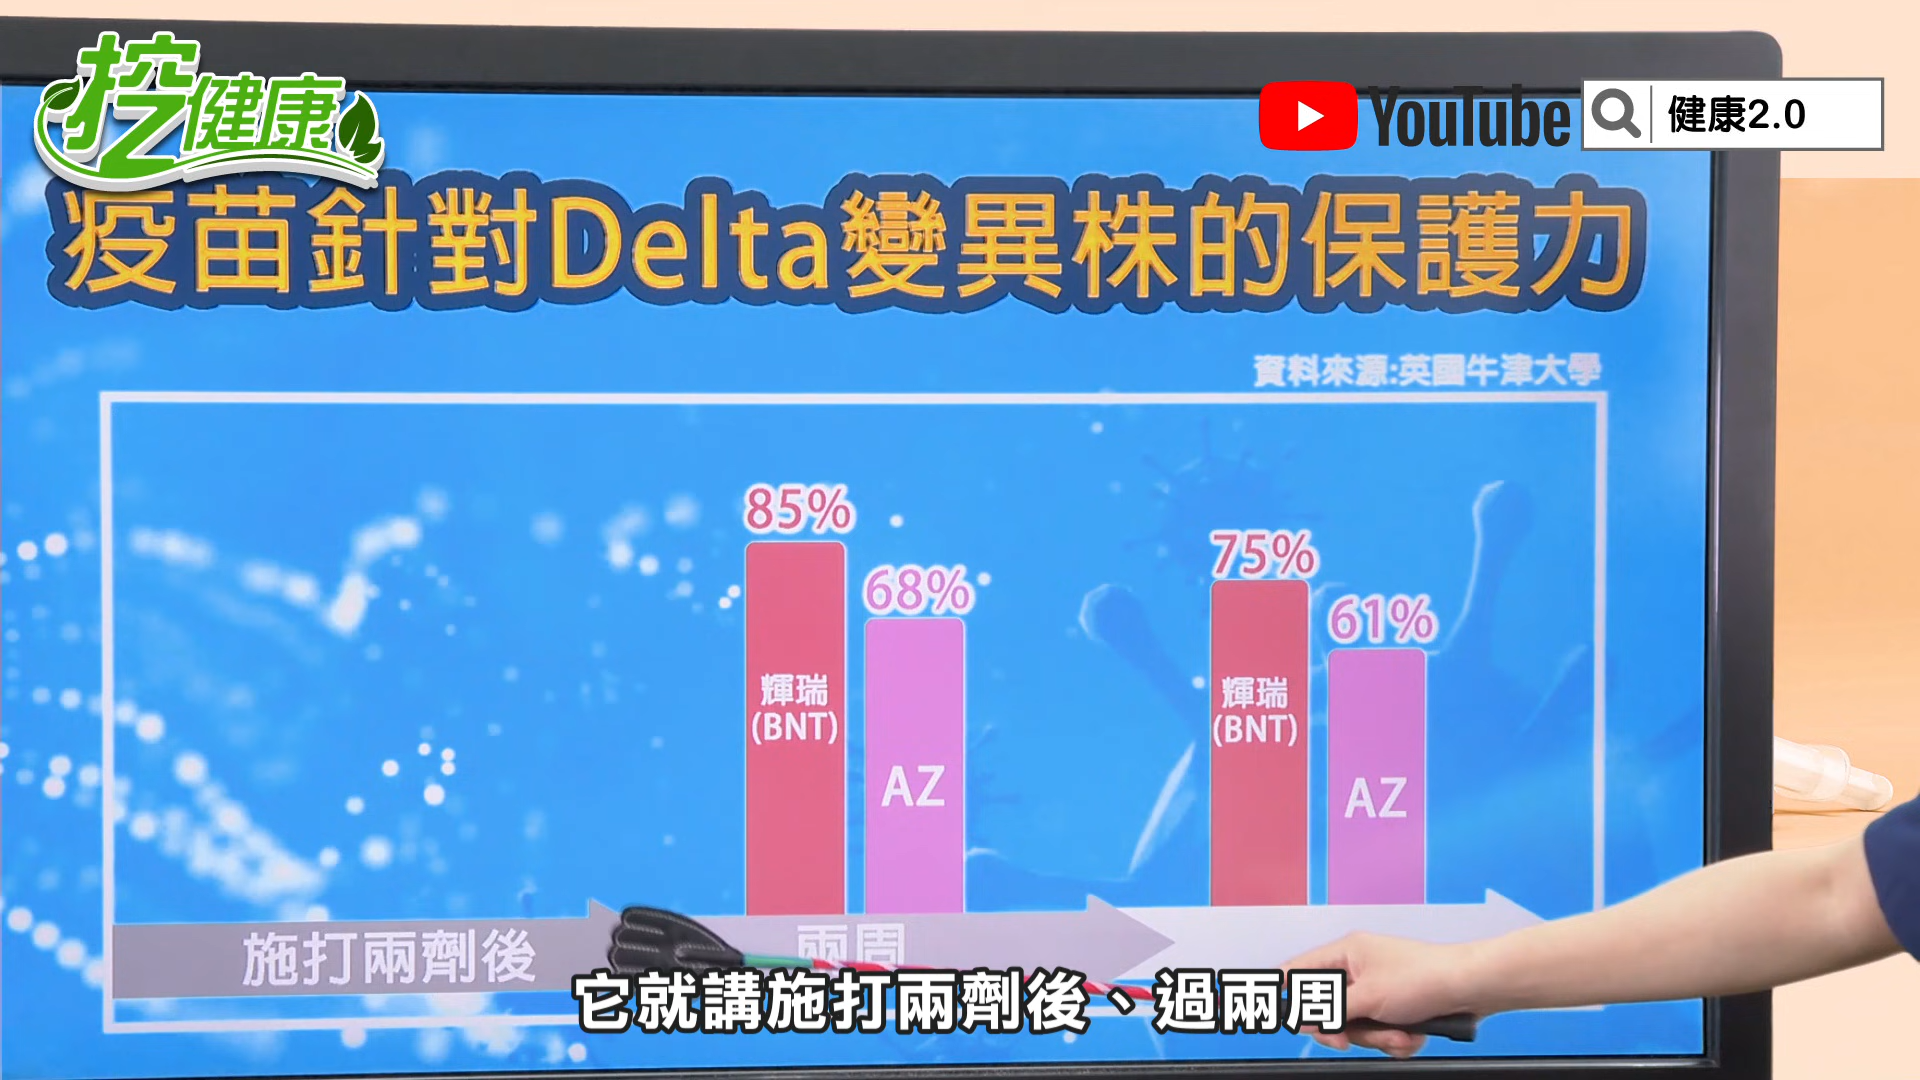 挖健康
YouTube
健康2.0
疫苗針對Delta變異株的保護力
資料來源:英國牛津大學
85%
68%
75%
61%
輝瑞
(BNT)
AZ
輝瑞
(BNT)
AZ
施打兩劑後
兩周
它就講施打兩劑後、過兩周